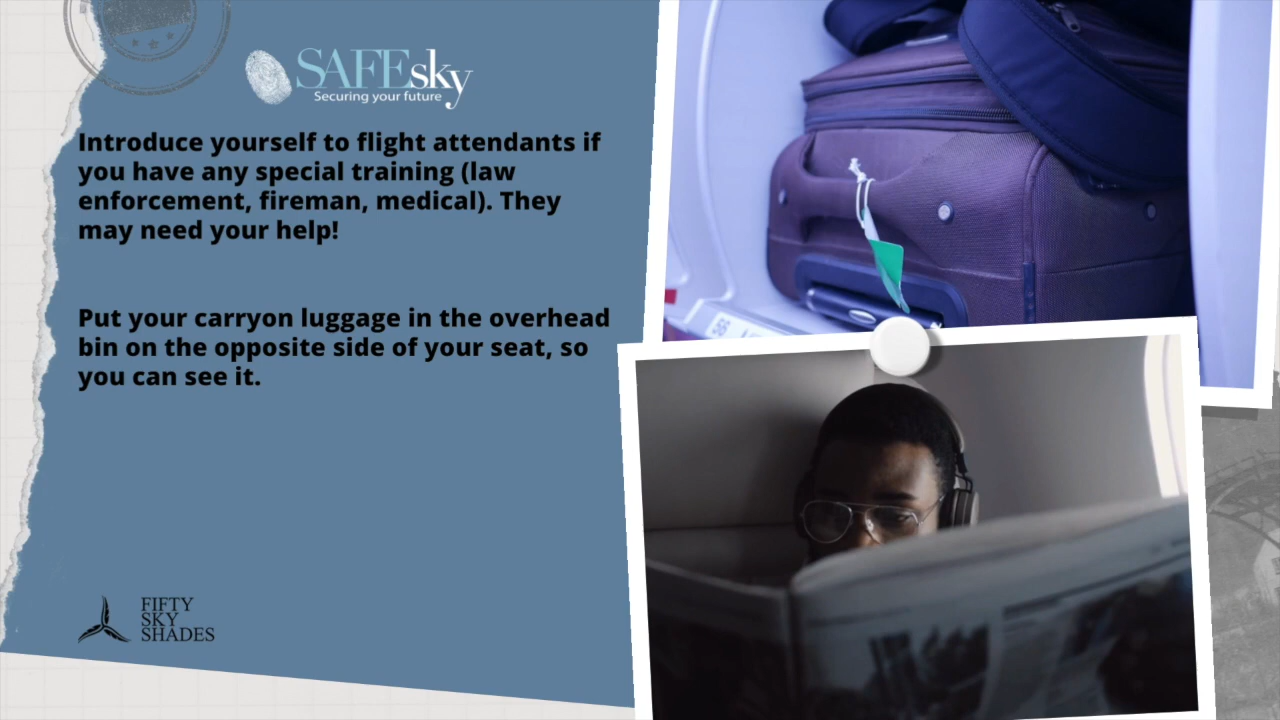 SAFEsky
Securing your future
Introduce yourself to flight attendants if
you have any special training (law
enforcement, fireman, medical). They
may need your help!
Put your carryon luggage in the overhead
bin on the opposite side of your seat, so
you can see it.
FIFTY
SKY
SHADES